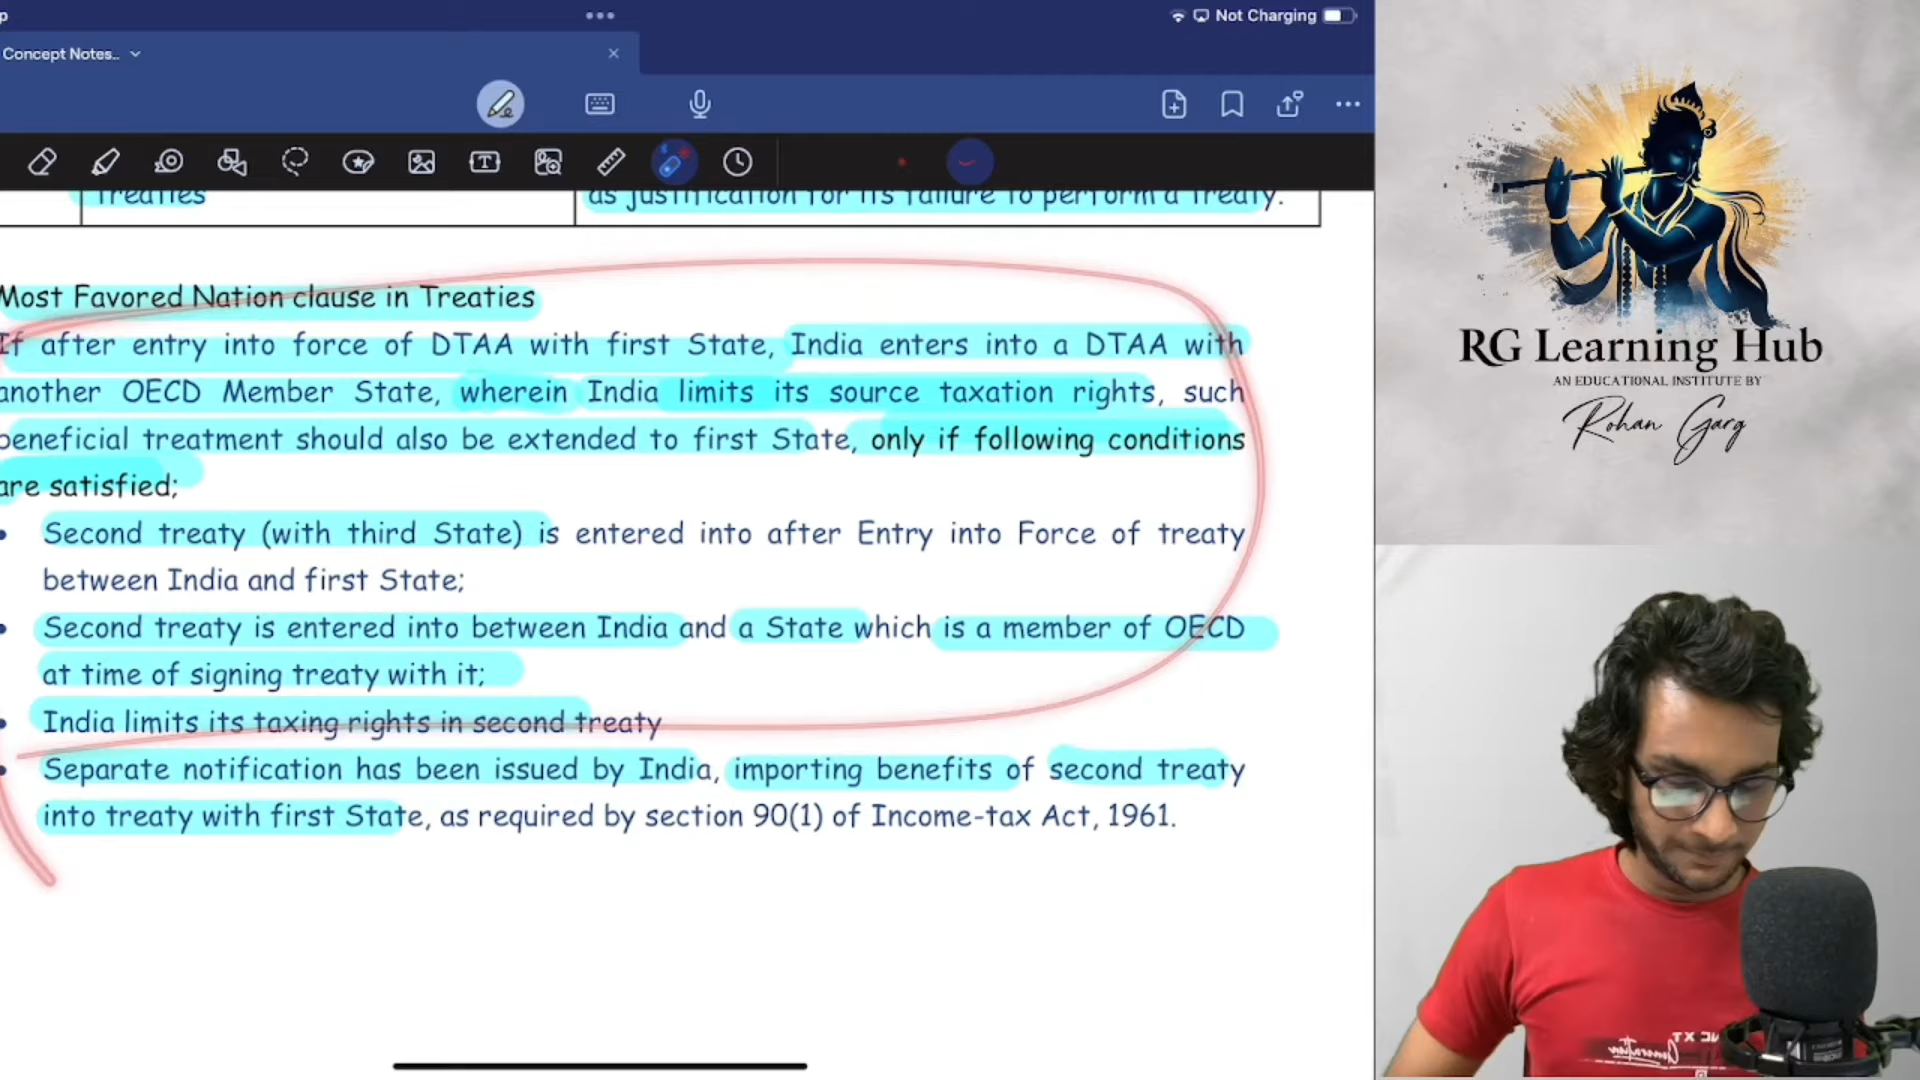 p
Not Charging
Concept Notes..
Treaties
as justification for its failure to perform a treaty.
Most Favored Nation clause in Treaties
If after entry into force of DTAA with first State, India enters into a DTAA with
another OECD Member State, wherein India limits its source taxation rights, such
beneficial treatment should also be extended to first State, only if following conditions
are satisfied;
• Second treaty (with third State) is entered into after Entry into Force of treaty
between India and first State;
• Second treaty is entered into between India and a State which is a member of OECD
at time of signing treaty with it;
• India limits its taxing rights in second treaty
• Separate notification has been issued by India, importing benefits of second treaty
into treaty with first State, as required by section 90(1) of Income-tax Act, 1961.
RG Learning Hub
AN EDUCATIONAL INSTITUTE BY
Rohan Garg